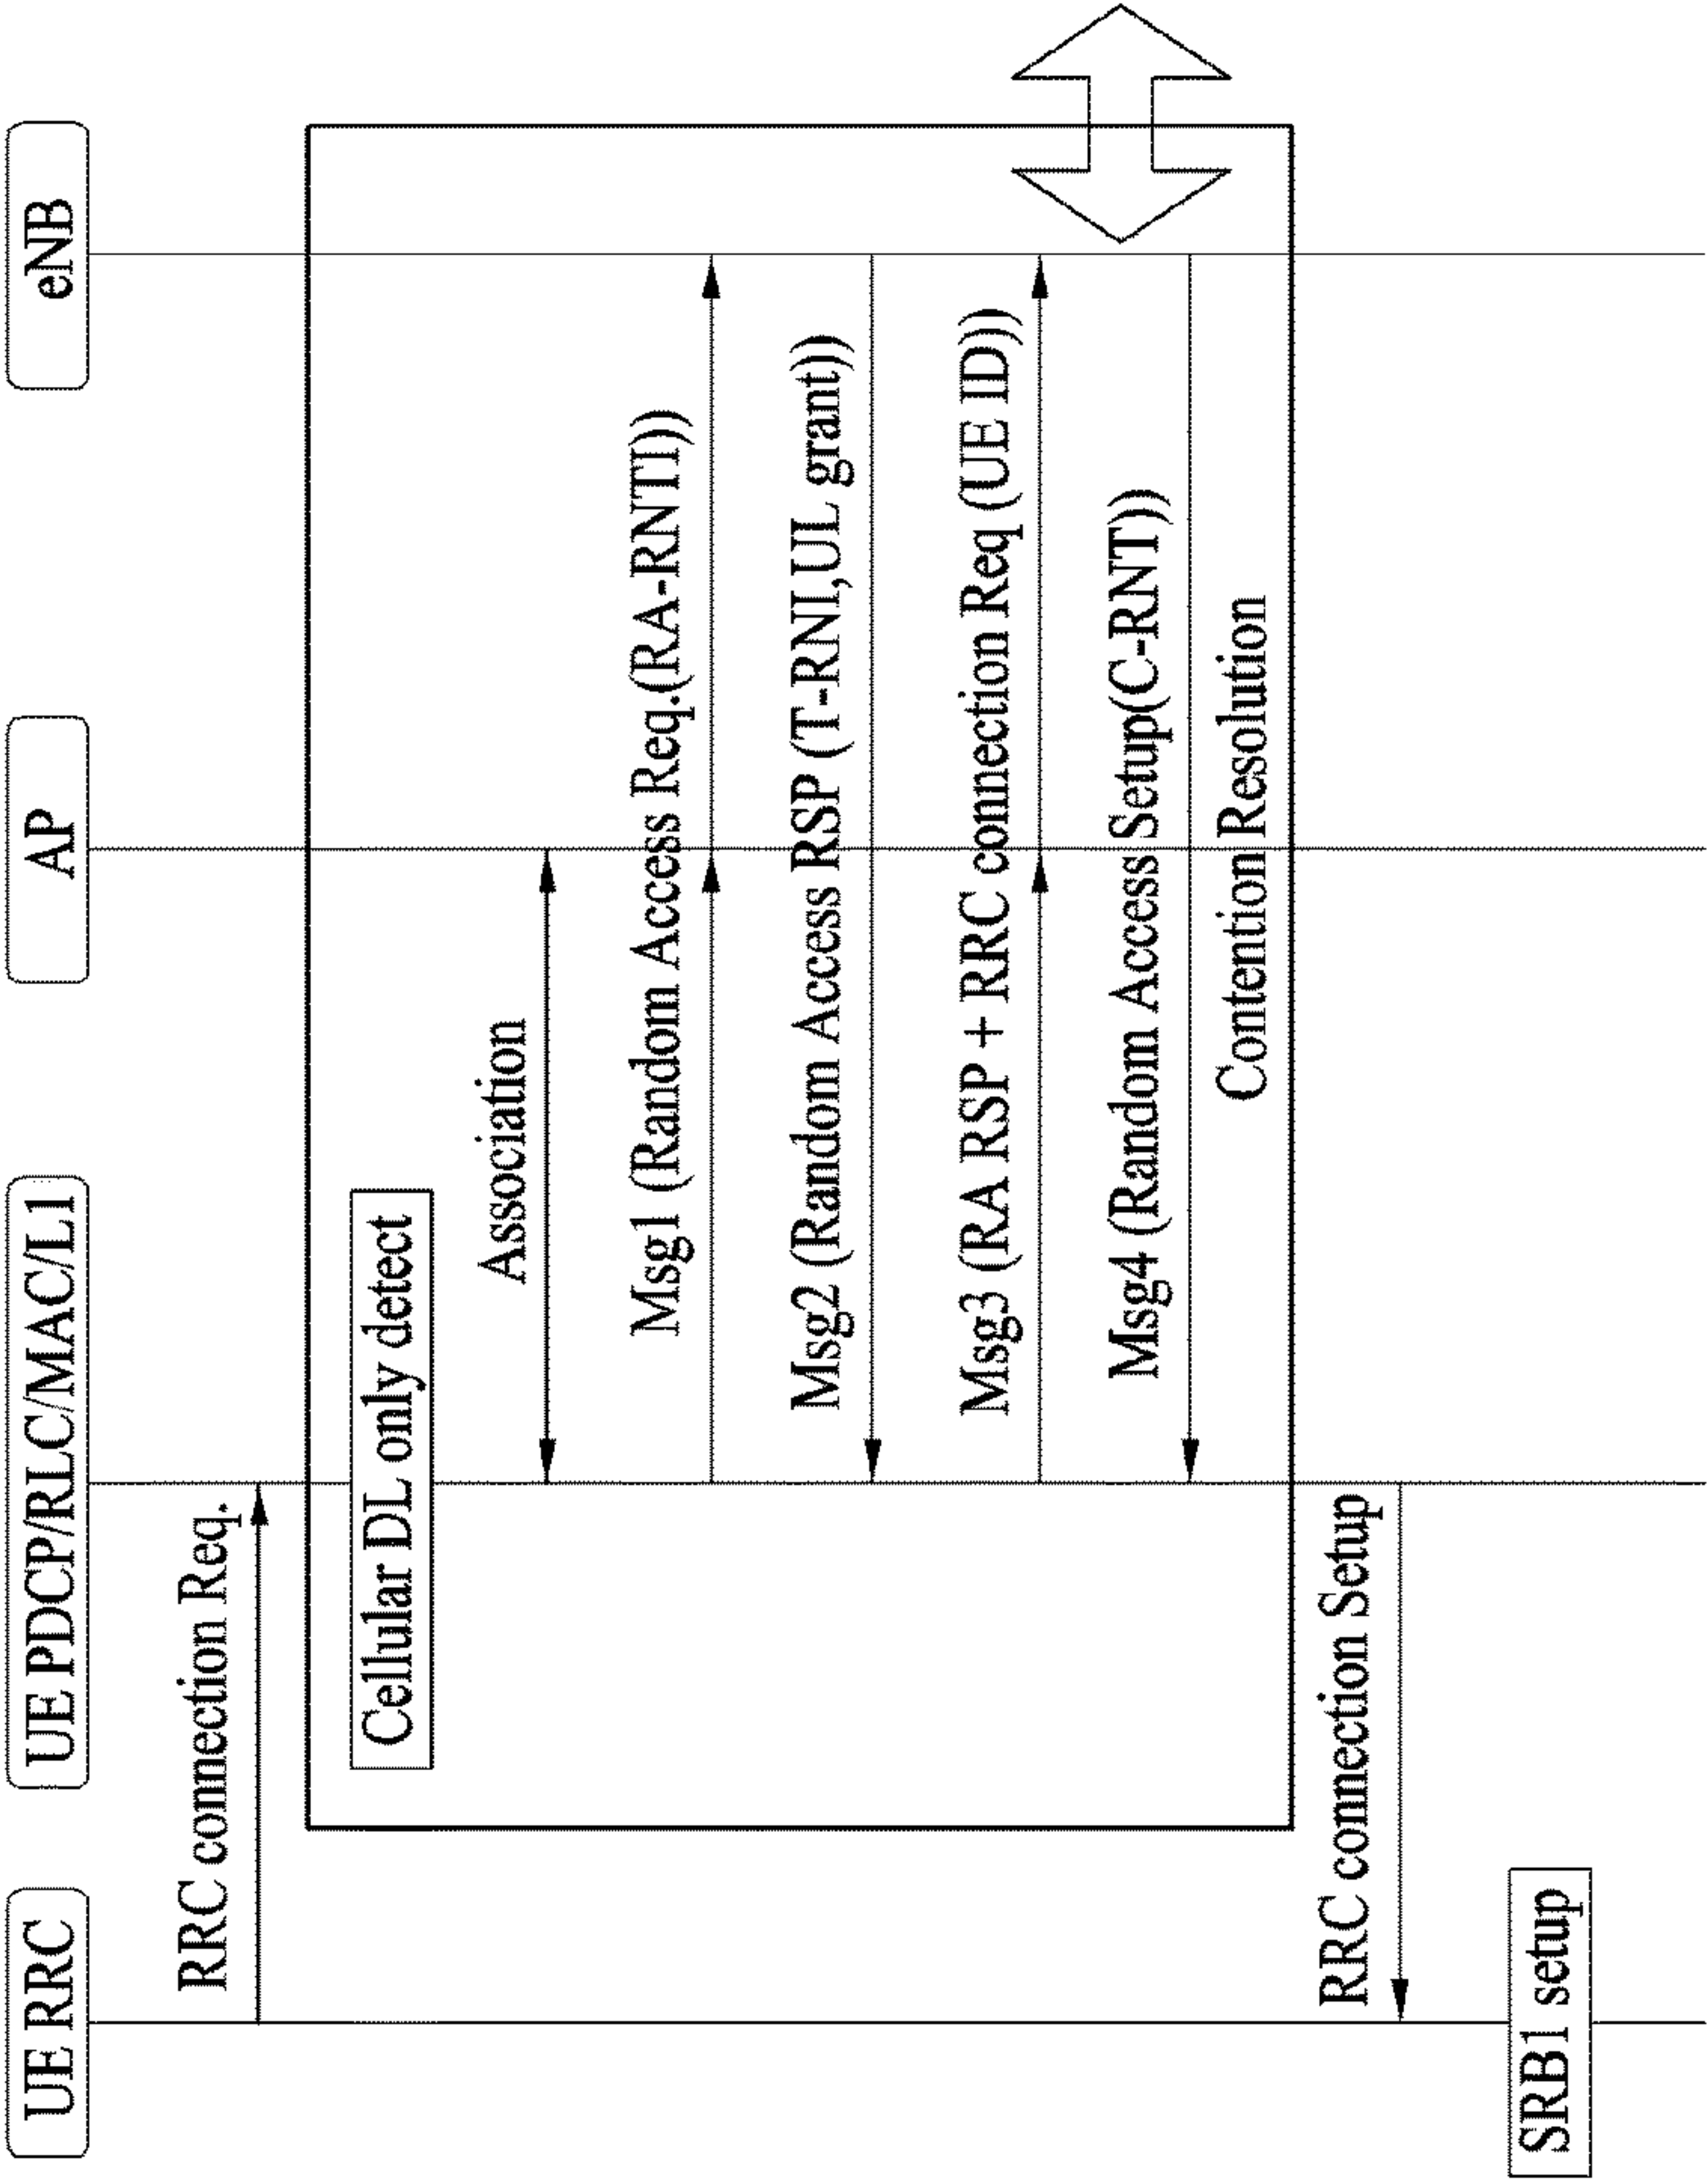 UE RRC
UE PDCP/RLC/MAC/L1
AP
eNB
RRC connection Req.
Cellular DL only detect
Association
Msg1 (Random Access Req.(RA-RNTI))
Msg2 (Random Access RSP (T-RNI,UL grant))
Msg3 (RA RSP + RRC connection Req (UE ID))
Msg4 (Random Access Setup(C-RNT))
Contention Resolution
RRC connection Setup
SRB1 setup